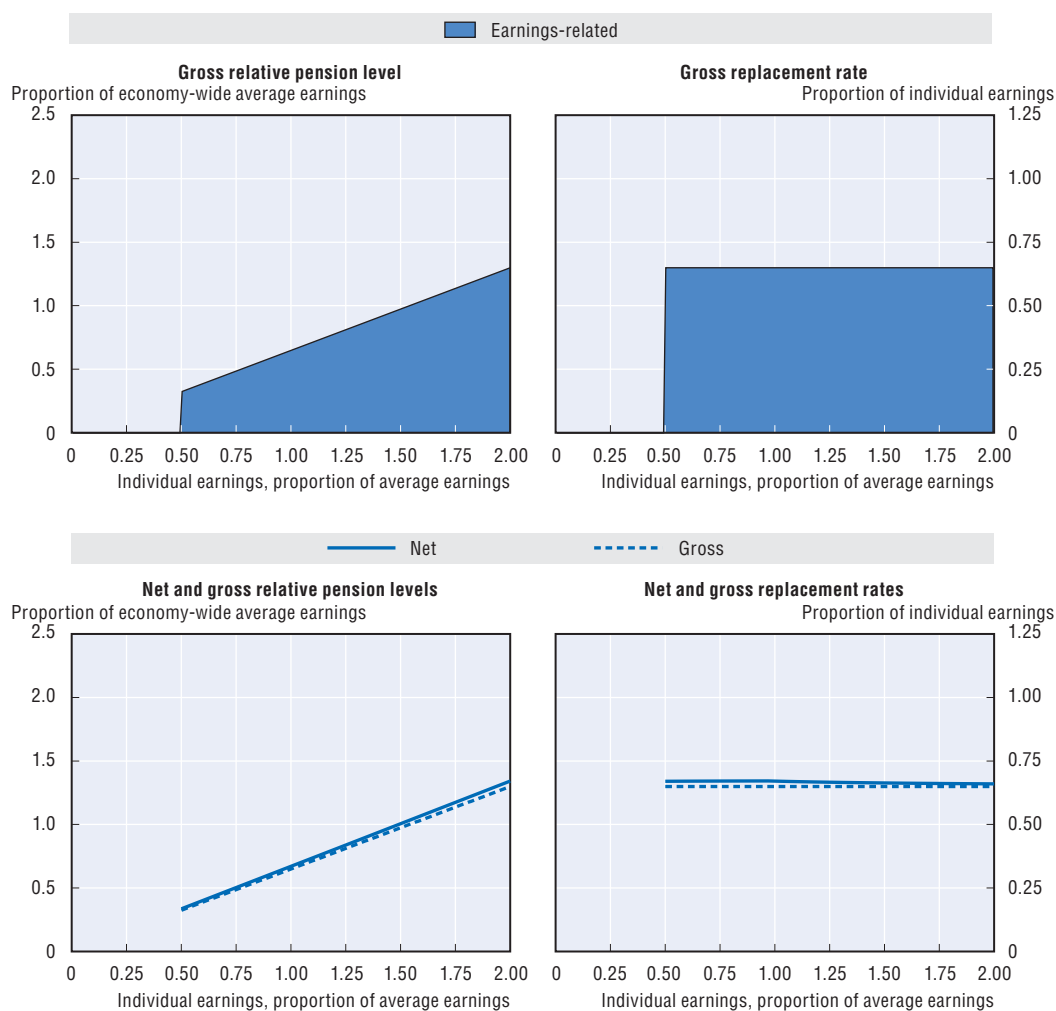 Earnings-related
Gross relative pension level
Proportion of economy-wide average earnings
2.5
2.0
1.5
1.0
0.5
0
0 0.25 0.50 0.75 1.00 1.25 1.50 1.75 2.00
Individual earnings, proportion of average earnings
Gross replacement rate
Proportion of individual earnings
1.25
1.00
0.75
0.50
0.25
0
0 0.25 0.50 0.75 1.00 1.25 1.50 1.75 2.00
Individual earnings, proportion of average earnings
Net Gross
Net and gross relative pension levels
Proportion of economy-wide average earnings
2.5
2.0
1.5
1.0
0.5
0
0 0.25 0.50 0.75 1.00 1.25 1.50 1.75 2.00
Individual earnings, proportion of average earnings
Net and gross replacement rates
Proportion of individual earnings
1.25
1.00
0.75
0.50
0.25
0
0 0.25 0.50 0.75 1.00 1.25 1.50 1.75 2.00
Individual earnings, proportion of average earnings